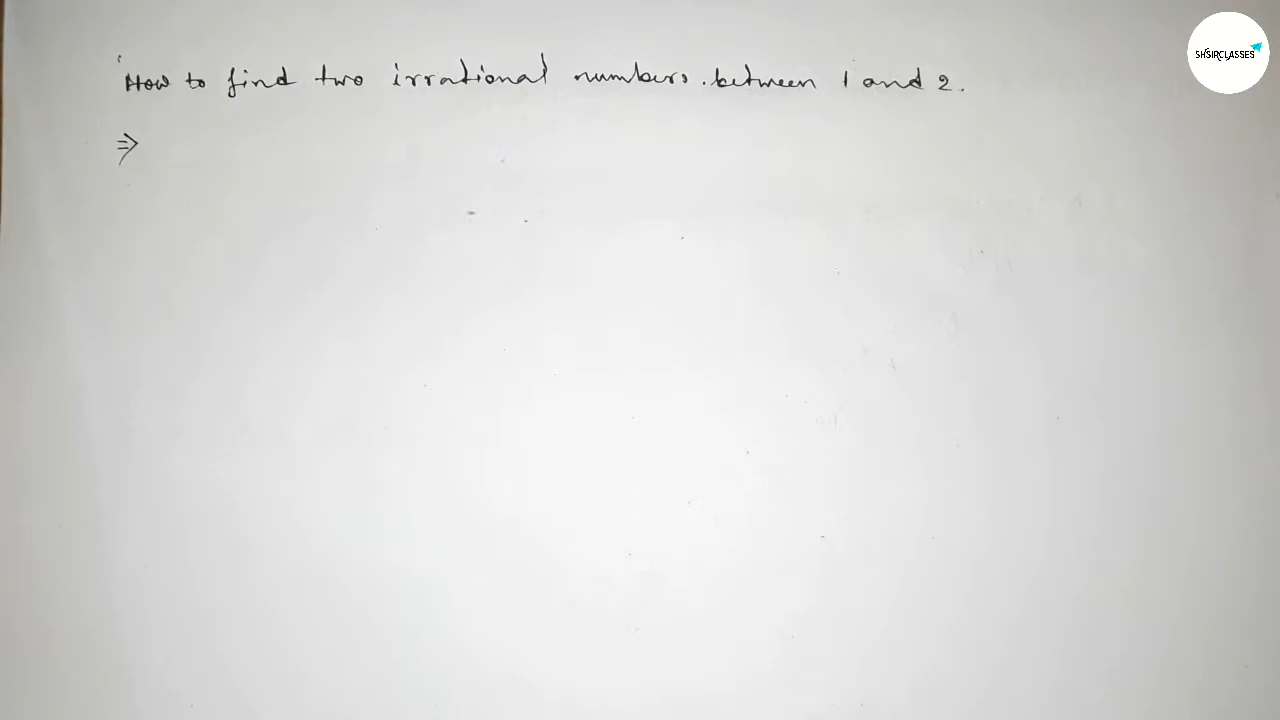 How to find two irrational numbers. between 1 and 2.
⇒
SHSIRCLASSES